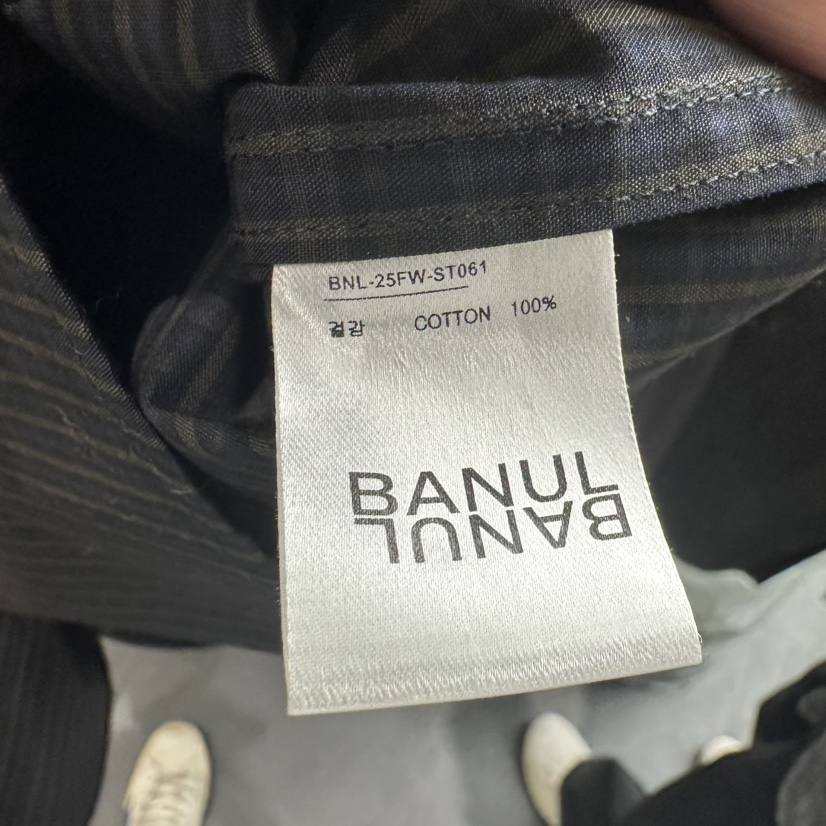 BNL-25FW-ST061
겉감 COTTON 100%
BANUL
BANUL